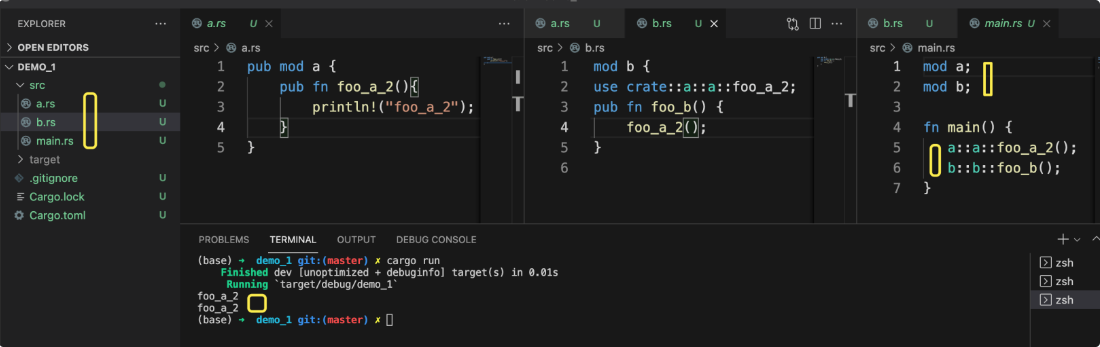 EXPLORER
OPEN EDITORS
DEMO_1
src
a.rs U
b.rs U
main.rs U
target
.gitignore U
Cargo.lock U
Cargo.toml U
a.rs U
src > a.rs
1 pub mod a {
2 pub fn foo_a_2(){
3 println!("foo_a_2");
4 }
5 }
a.rs U b.rs U
src > b.rs
1 mod b {
2 use crate::a::a::foo_a_2;
3 pub fn foo_b() {
4 foo_a_2();
5 }
6
b.rs U main.rs U
src > main.rs
1 mod a;
2 mod b;
3
4 fn main() {
5 a::a::foo_a_2();
6 b::b::foo_b();
7 }
PROBLEMS TERMINAL OUTPUT DEBUG CONSOLE
(base) ➜ demo_1 git:(master) ✗ cargo run
Finished dev [unoptimized + debuginfo] target(s) in 0.01s
Running `target/debug/demo_1`
foo_a_2
foo_a_2
(base) ➜ demo_1 git:(master) ✗
zsh
zsh
zsh